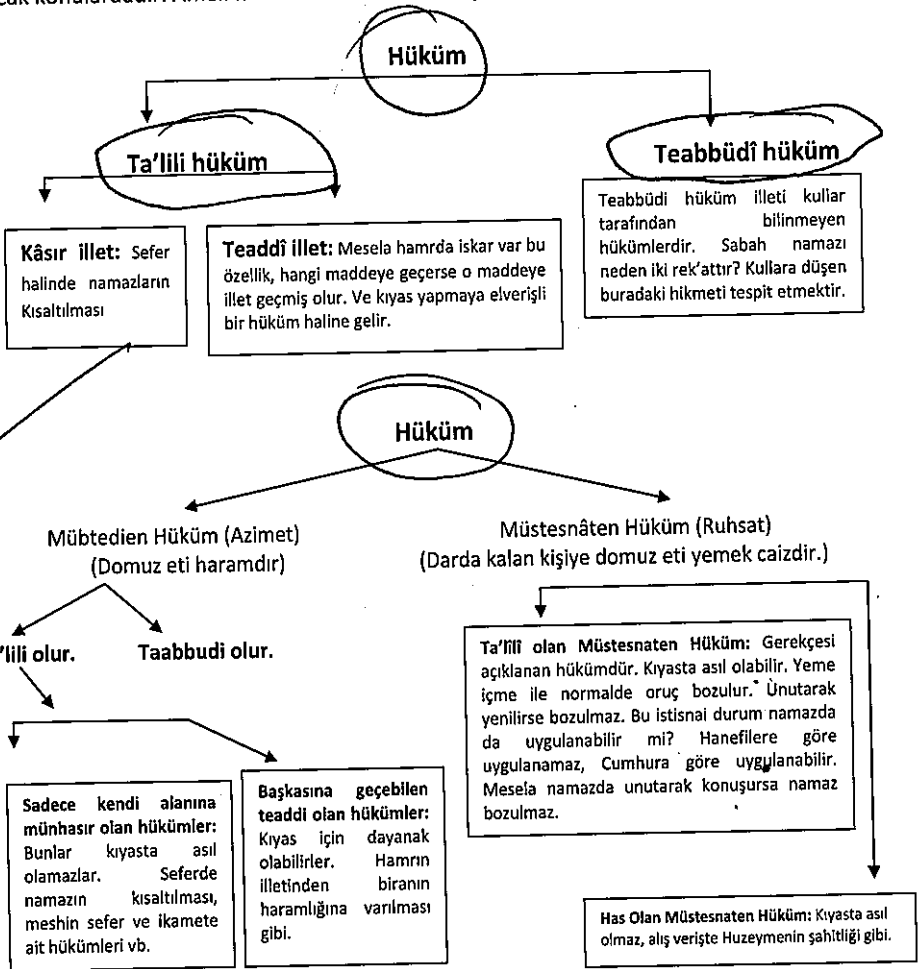 Hüküm
Ta'lili hüküm
Teabbüdî hüküm
Kâsır illet: Sefer
halinde namazların
Kısaltılması
Teaddî illet: Mesela hamrda iskar var bu
özellik, hangi maddeye geçerse o maddeye
illet geçmiş olur. Ve kıyas yapmaya elverişli
bir hüküm haline gelir.
Teabbüdi hüküm illeti kullar
tarafından bilinmeyen
hükümlerdir. Sabah namazı
neden iki rek'attır? Kullara düşen
buradaki hikmeti tespit etmektir.
Hüküm
Mübtedien Hüküm (Azimet)
(Domuz eti haramdır)
Müstesnâten Hüküm (Ruhsat)
(Darda kalan kişiye domuz eti yemek caizdir.)
'lili olur.
Taabbudi olur.
Sadece kendi alanına
münhasır olan hükümler:
Bunlar kıyasta asıl
olamazlar. Seferde
namazın kısaltılması,
meshin sefer ve ikamete
ait hükümleri vb.
Başkasına geçebilen
teaddi olan hükümler:
Kıyas için dayanak
olabilirler. Hamrın
illetinden biranın
haramlığına varılması
gibi.
Ta'lîlî olan Müstesnaten Hüküm: Gerekçesi
açıklanan hükümdür. Kıyasta asıl olabilir. Yeme
içme ile normalde oruç bozulur. Unutarak
yenilirse bozulmaz. Bu istisnai durum namazda
da uygulanabilir mi? Hanefilere göre
uygulanamaz, Cumhura göre uygulanabilir.
Mesela namazda unutarak konuşursa namaz
bozulmaz.
Has Olan Müstesnaten Hüküm: Kıyasta asıl
olmaz, alış verişte Huzeymenin şahitliği gibi.